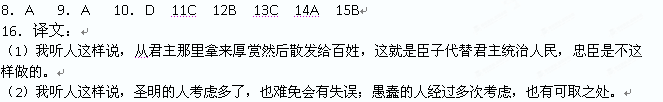 8. A  9. A  10. D  11C  12B  13C  14A  15B
16. 译文：
（1）我听人这样说，从君主那里拿来厚赏然后散发给百姓，这就是臣子代替君主统治人民，忠臣是不这
样做的。
（2）我听人这样说，圣明的人考虑多了，也难免会有失误；愚蠢的人经过多次考虑，也有可取之处。